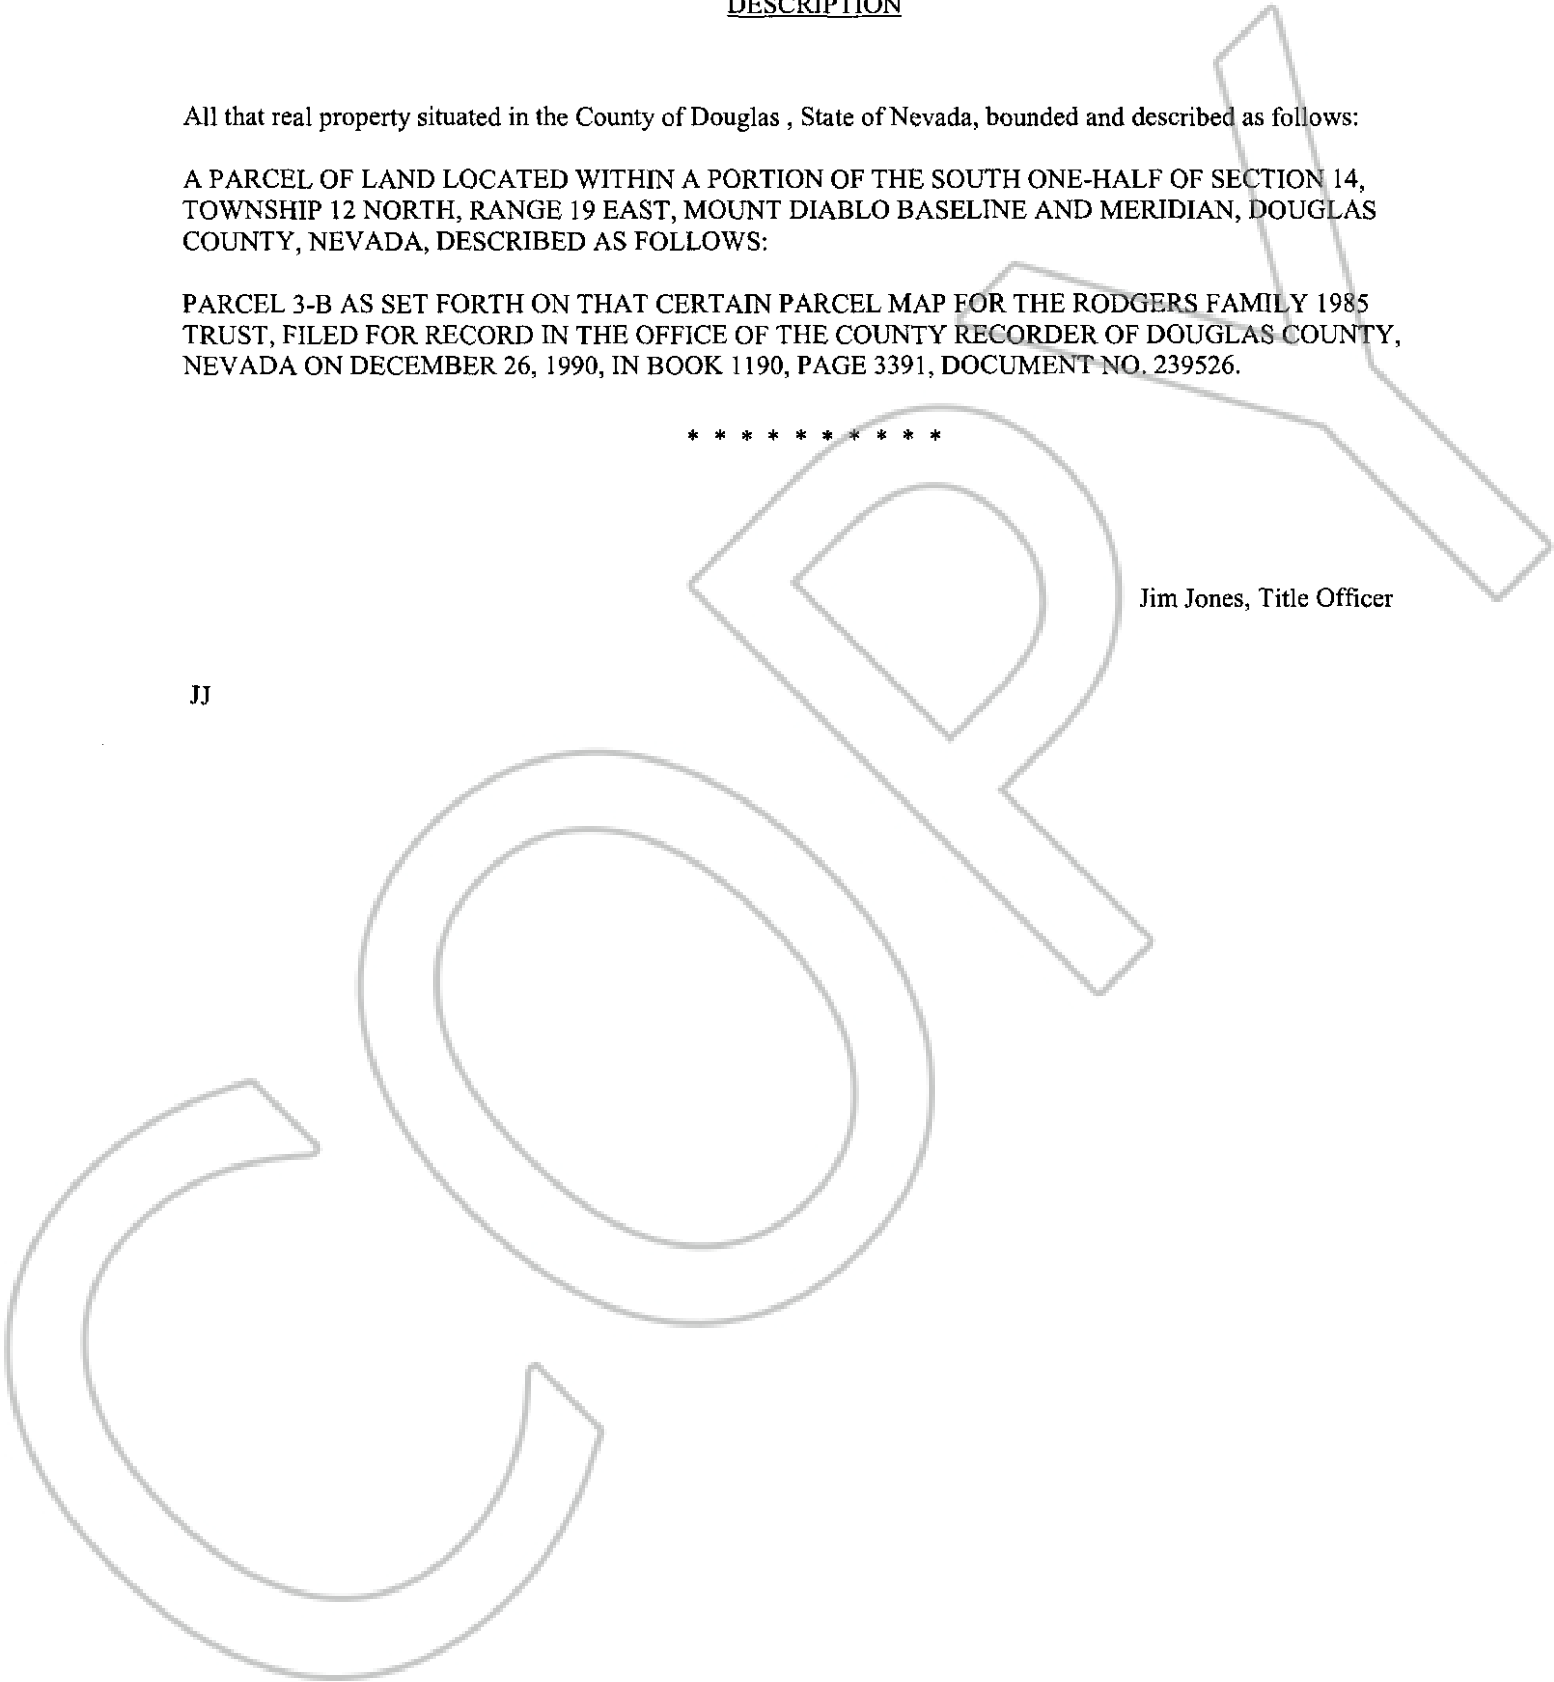 DESCRIPTION
All that real property situated in the County of Douglas , State of Nevada, bounded and described as follows:
A PARCEL OF LAND LOCATED WITHIN A PORTION OF THE SOUTH ONE-HALF OF SECTION 14,
TOWNSHIP 12 NORTH, RANGE 19 EAST, MOUNT DIABLO BASELINE AND MERIDIAN, DOUGLAS
COUNTY, NEVADA, DESCRIBED AS FOLLOWS:
PARCEL 3-B AS SET FORTH ON THAT CERTAIN PARCEL MAP FOR THE RODGERS FAMILY 1985
TRUST, FILED FOR RECORD IN THE OFFICE OF THE COUNTY RECORDER OF DOUGLAS COUNTY,
NEVADA ON DECEMBER 26, 1990, IN BOOK 1190, PAGE 3391, DOCUMENT NO. 239526.
* * * * * * * * * *
Jim Jones, Title Officer
JJ
COPY